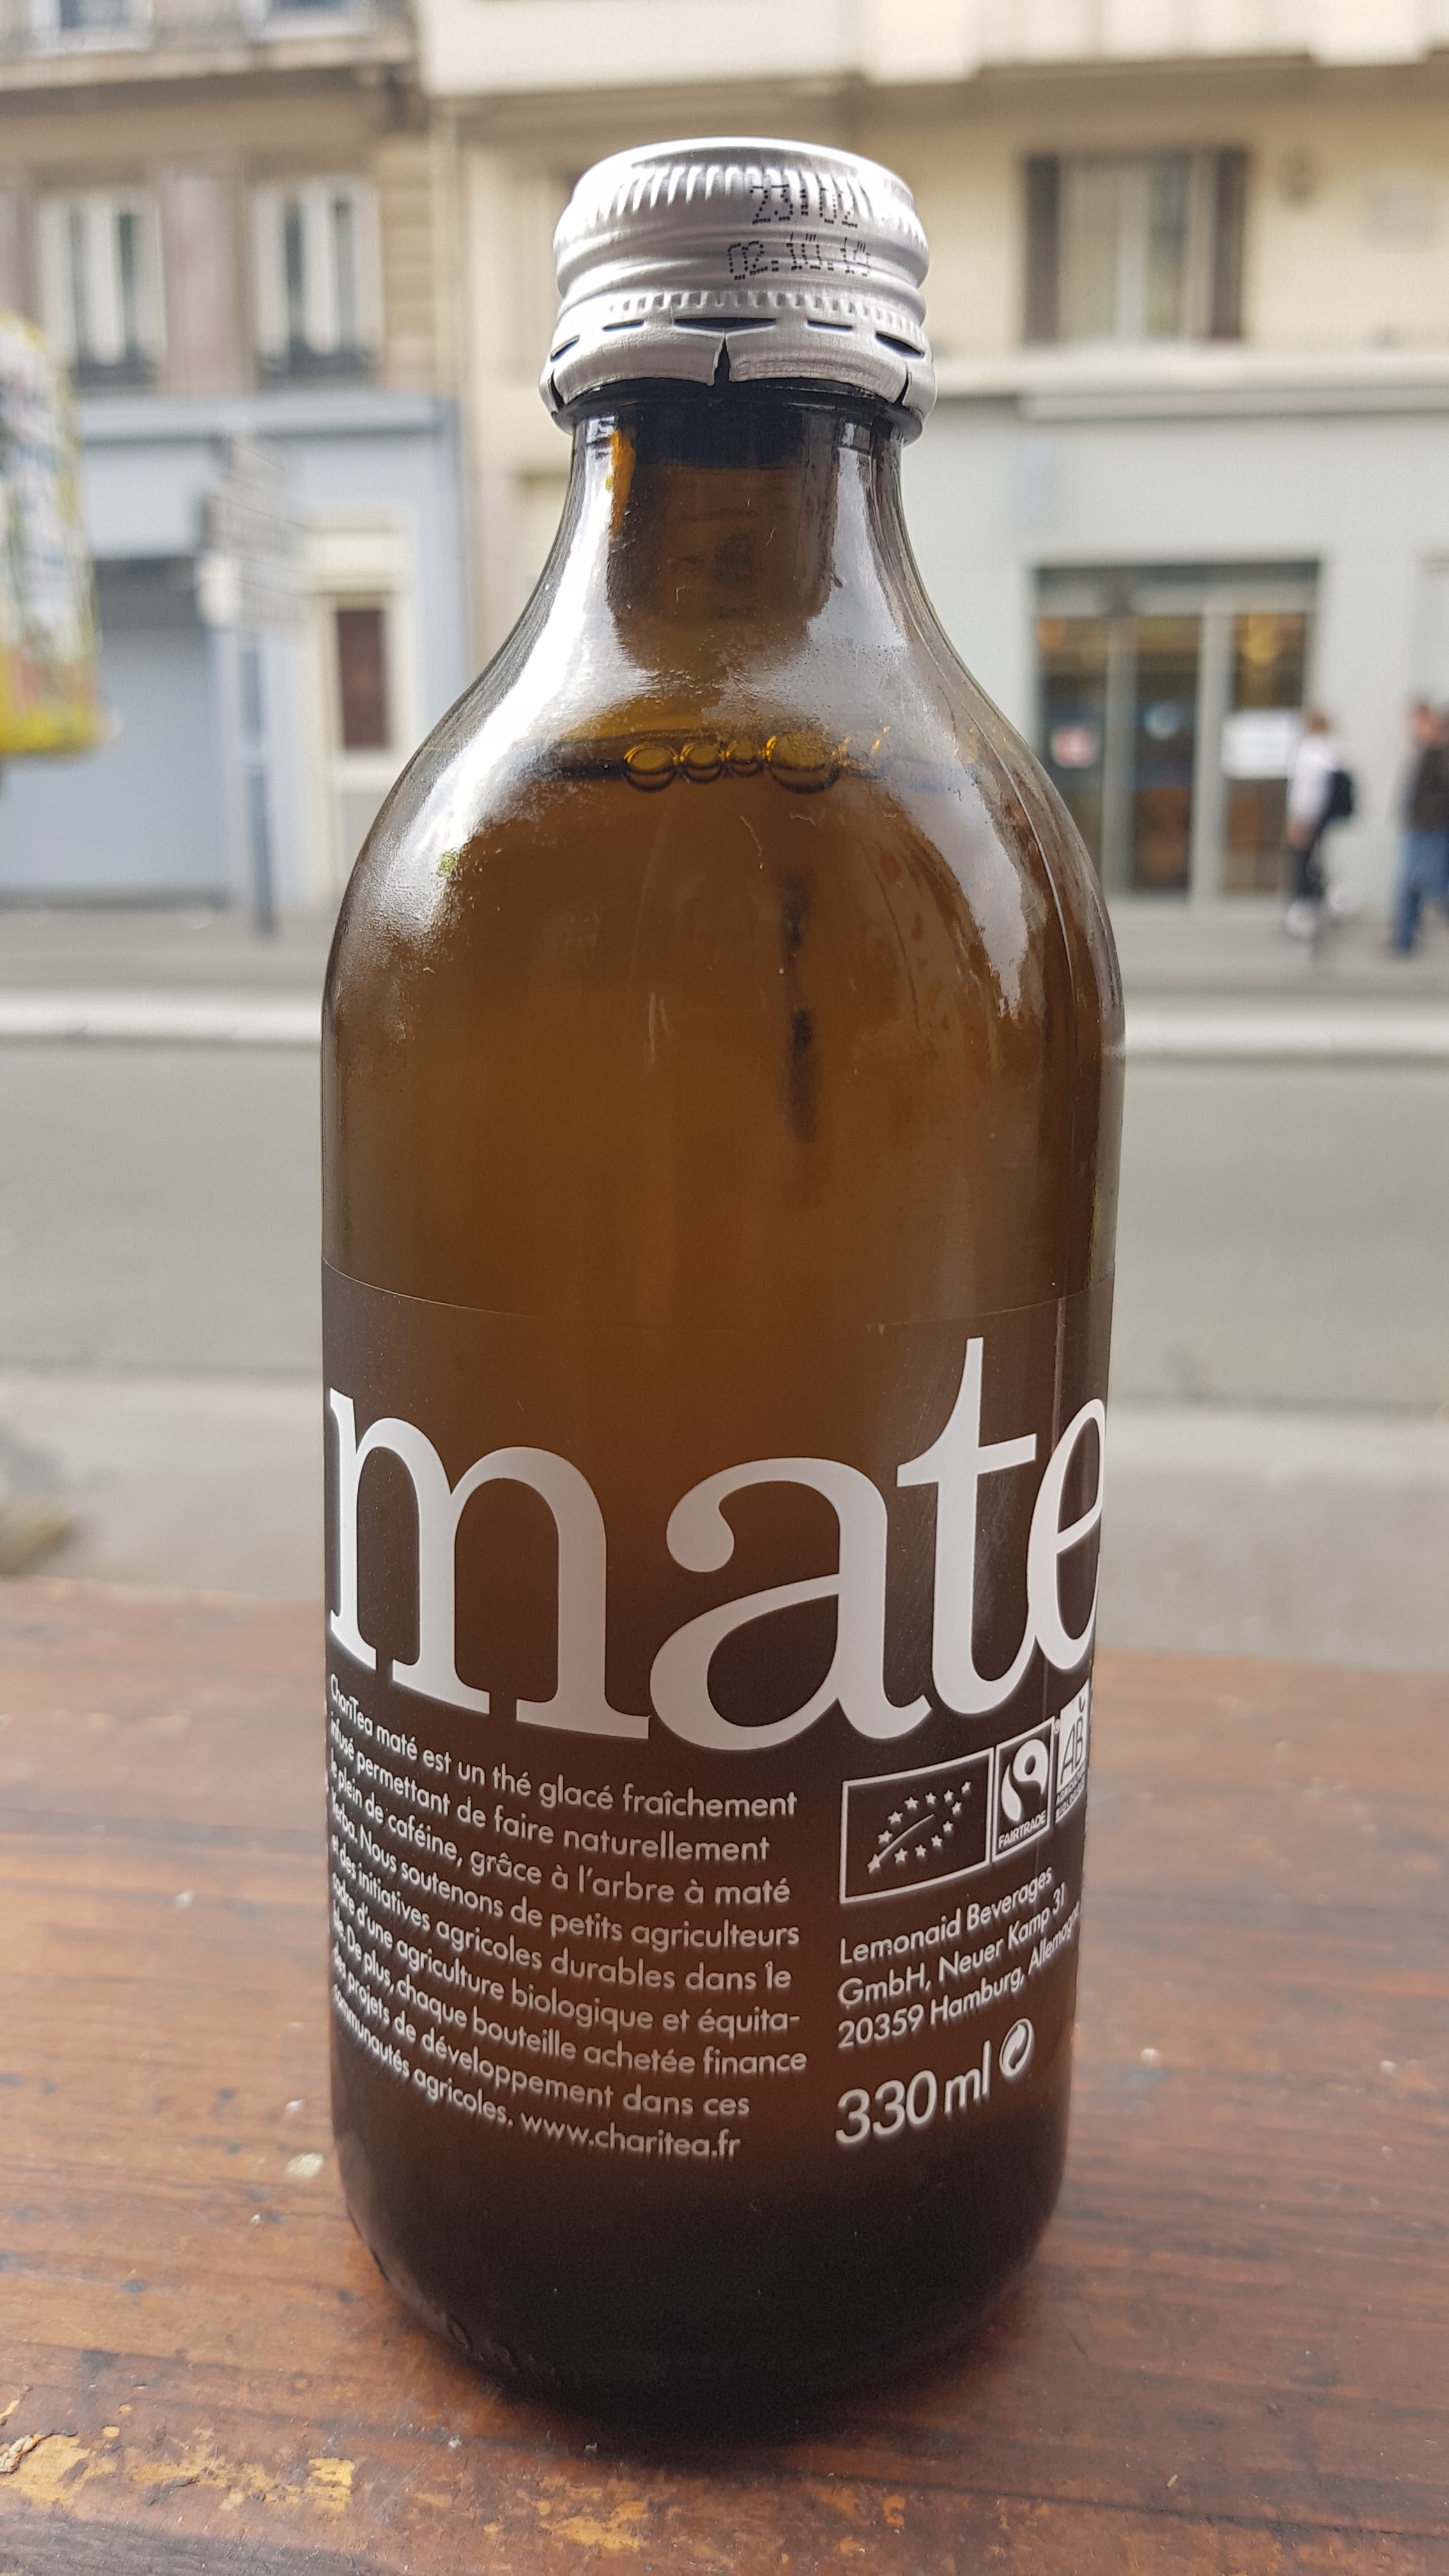 23:02
02.10.19
mate
ChariTea maté est un thé glacé fraîchement
infusé permettant de faire naturellement
le plein de caféine, grâce à l'arbre à maté
Yerba. Nous soutenons de petits agriculteurs
et des initiatives agricoles durables dans le
cadre d'une agriculture biologique et équita-
ble. De plus, chaque bouteille achetée finance
des projets de développement dans ces
communautés agricoles. www.charitea.fr
FAIRTRADE
AB
Lemonaid Beverages
GmbH, Neuer Kamp 31
20359 Hamburg, Allemagne
330 ml